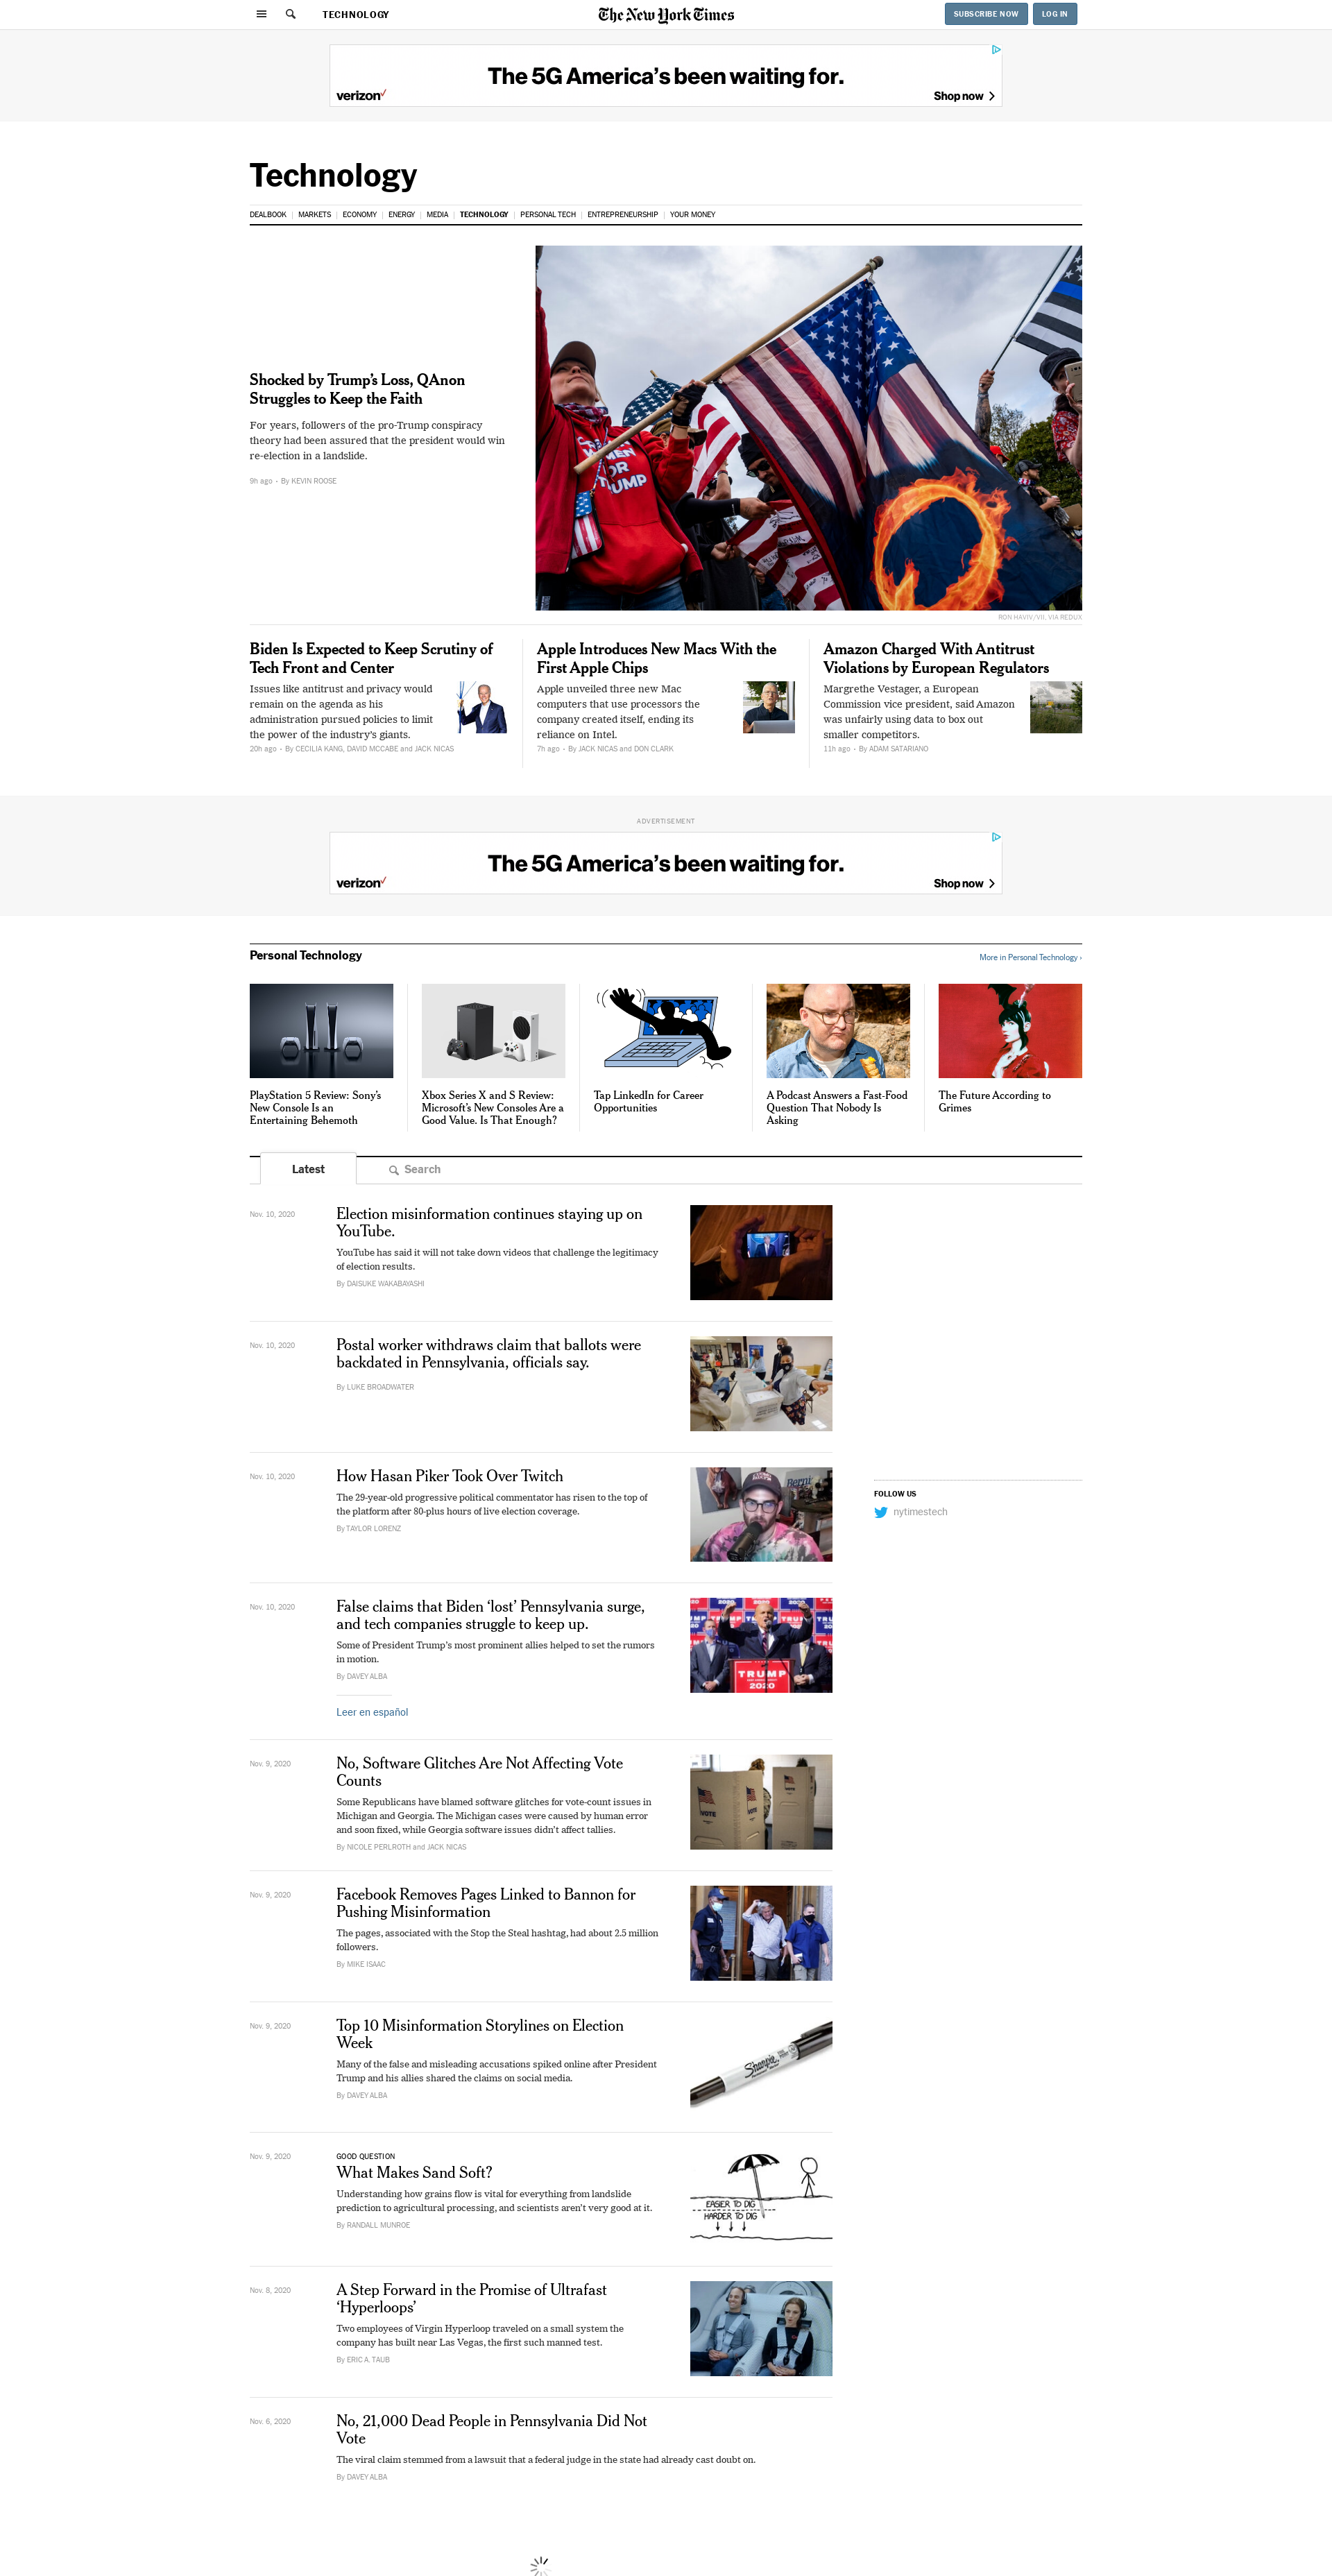 TECHNOLOGY
The New York Times
SUBSCRIBE NOW
LOG IN
The 5G America's been waiting for.
verizon
Shop now
Technology
DEALBOOK
MARKETS
ECONOMY
ENERGY
MEDIA
TECHNOLOGY
PERSONAL TECH
ENTREPRENEURSHIP
YOUR MONEY
Shocked by Trump's Loss, QAnon
Struggles to Keep the Faith
For years, followers of the pro-Trump conspiracy
theory had been assured that the president would win
re-election in a landslide.
9h ago • By KEVIN ROOSE
WOMEN
FOR
TRUMP
RON HAVIV/VII, VIA REDUX
Biden Is Expected to Keep Scrutiny of
Tech Front and Center
Issues like antitrust and privacy would
remain on the agenda as his
administration pursued policies to limit
the power of the industry's giants.
20h ago • By CECILIA KANG, DAVID MCCABE and JACK NICAS
Apple Introduces New Macs With the
First Apple Chips
Apple unveiled three new Mac
computers that use processors the
company created itself, ending its
reliance on Intel.
7h ago • By JACK NICAS and DON CLARK
Amazon Charged With Antitrust
Violations by European Regulators
Margrethe Vestager, a European
Commission vice president, said Amazon
was unfairly using data to box out
smaller competitors.
11h ago • By ADAM SATARIANO
ADVERTISEMENT
The 5G America's been waiting for.
verizon
Shop now
Personal Technology
More in Personal Technology ›
PlayStation 5 Review: Sony's
New Console Is an
Entertaining Behemoth
Xbox Series X and S Review:
Microsoft's New Consoles Are a
Good Value. Is That Enough?
Tap LinkedIn for Career
Opportunities
A Podcast Answers a Fast-Food
Question That Nobody Is
Asking
The Future According to
Grimes
Latest
Search
Nov. 10, 2020
Election misinformation continues staying up on
YouTube.
YouTube has said it will not take down videos that challenge the legitimacy
of election results.
By DAISUKE WAKABAYASHI
Nov. 10, 2020
Postal worker withdraws claim that ballots were
backdated in Pennsylvania, officials say.
By LUKE BROADWATER
Nov. 10, 2020
How Hasan Piker Took Over Twitch
The 29-year-old progressive political commentator has risen to the top of
the platform after 80-plus hours of live election coverage.
By TAYLOR LORENZ
Bernie
FOLLOW US
nytimestech
Nov. 10, 2020
False claims that Biden ‘lost’ Pennsylvania surge,
and tech companies struggle to keep up.
Some of President Trump's most prominent allies helped to set the rumors
in motion.
By DAVEY ALBA
Leer en español
TRUMP
2020
Nov. 9, 2020
No, Software Glitches Are Not Affecting Vote
Counts
Some Republicans have blamed software glitches for vote-count issues in
Michigan and Georgia. The Michigan cases were caused by human error
and soon fixed, while Georgia software issues didn't affect tallies.
By NICOLE PERLROTH and JACK NICAS
VOTE
VOTE
Nov. 9, 2020
Facebook Removes Pages Linked to Bannon for
Pushing Misinformation
The pages, associated with the Stop the Steal hashtag, had about 2.5 million
followers.
By MIKE ISAAC
Nov. 9, 2020
Top 10 Misinformation Storylines on Election
Week
Many of the false and misleading accusations spiked online after President
Trump and his allies shared the claims on social media.
By DAVEY ALBA
Sharpie
Nov. 9, 2020
GOOD QUESTION
What Makes Sand Soft?
Understanding how grains flow is vital for everything from landslide
prediction to agricultural processing, and scientists aren't very good at it.
By RANDALL MUNROE
EASIER TO DIG
HARDER TO DIG
Nov. 8, 2020
A Step Forward in the Promise of Ultrafast
‘Hyperloops’
Two employees of Virgin Hyperloop traveled on a small system the
company has built near Las Vegas, the first such manned test.
By ERIC A. TAUB
Nov. 6, 2020
No, 21,000 Dead People in Pennsylvania Did Not
Vote
The viral claim stemmed from a lawsuit that a federal judge in the state had already cast doubt on.
By DAVEY ALBA